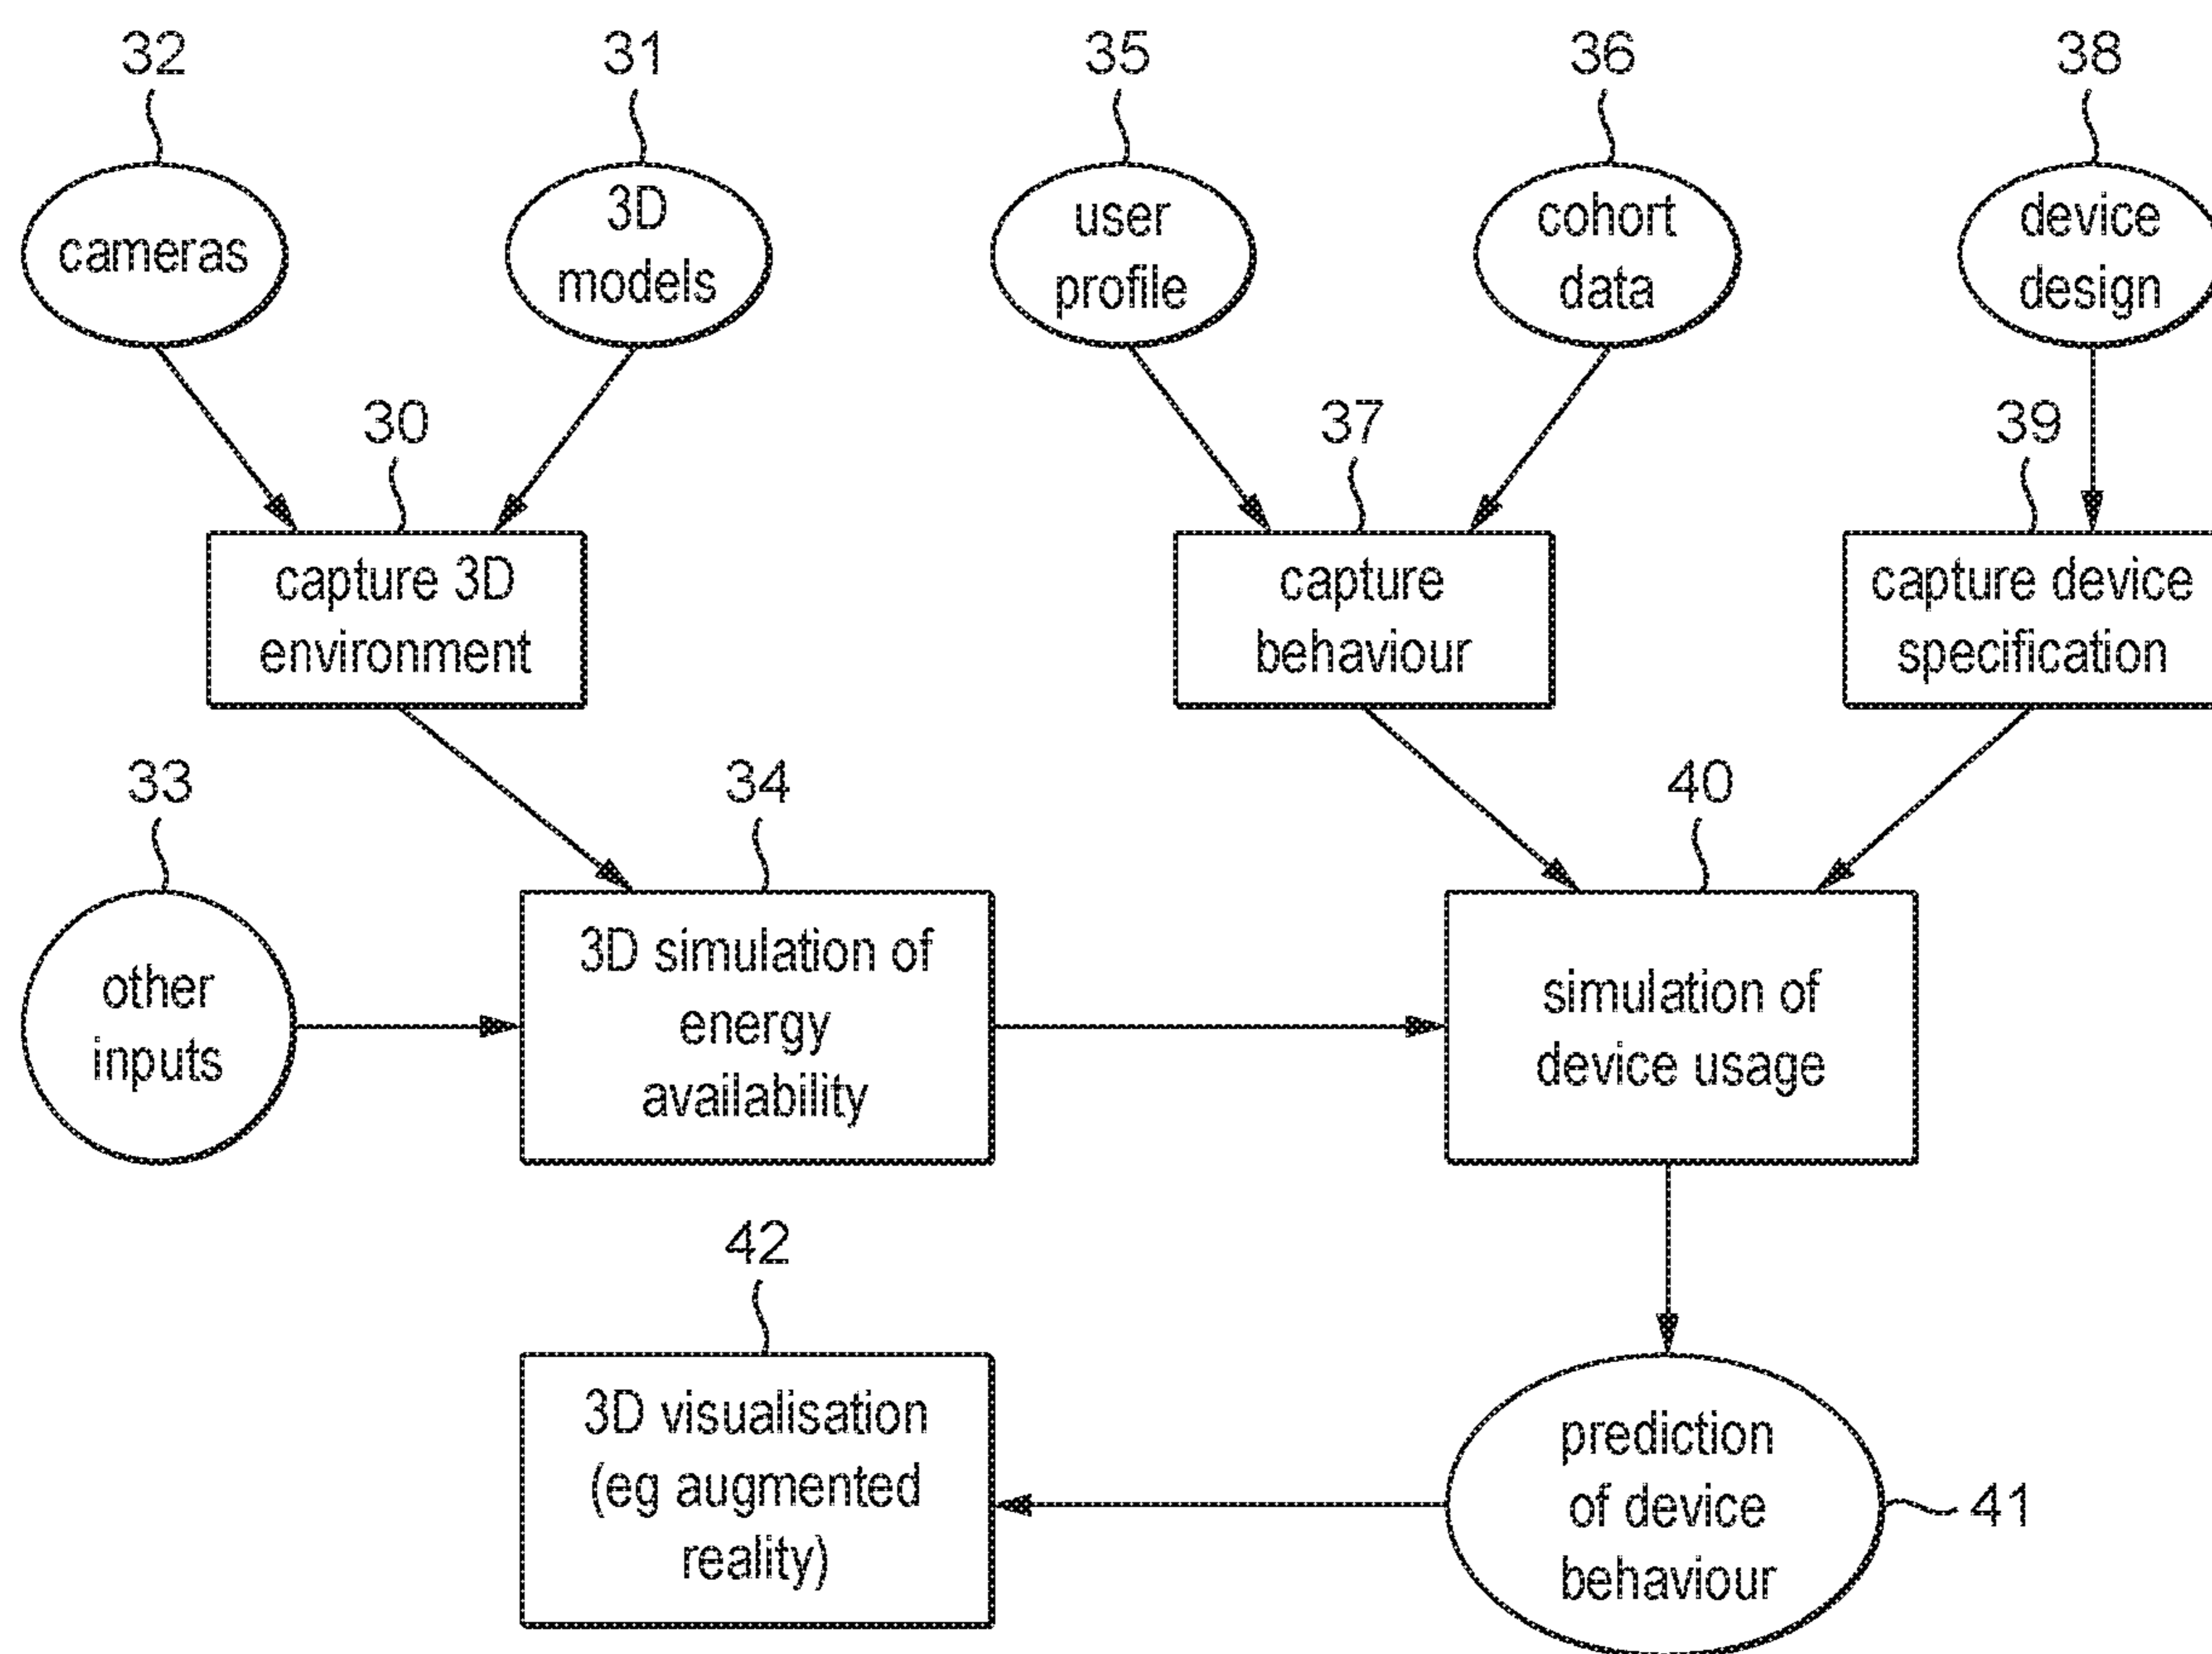 32
31
35
36
38
cameras
3D
models
user
profile
cohort
data
device
design
30
37
39
capture 3D
environment
capture
behaviour
capture device
specification
33
34
40
other
inputs
3D simulation of
energy
availability
simulation of
device usage
42
3D visualisation
(eg augmented
reality)
prediction
of device
behaviour
41